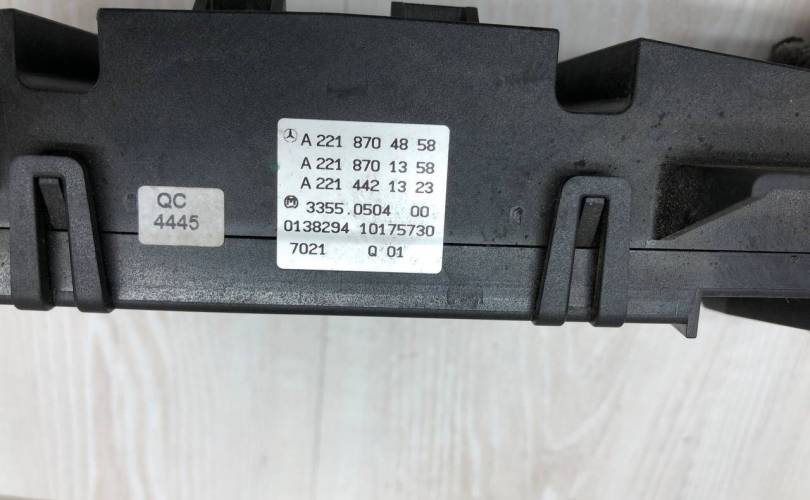 A 221 870 48 58
A 221 870 13 58
A 221 442 13 23
M 3355.0504 00
0138294 10175730
7021 Q 01
QC
4445